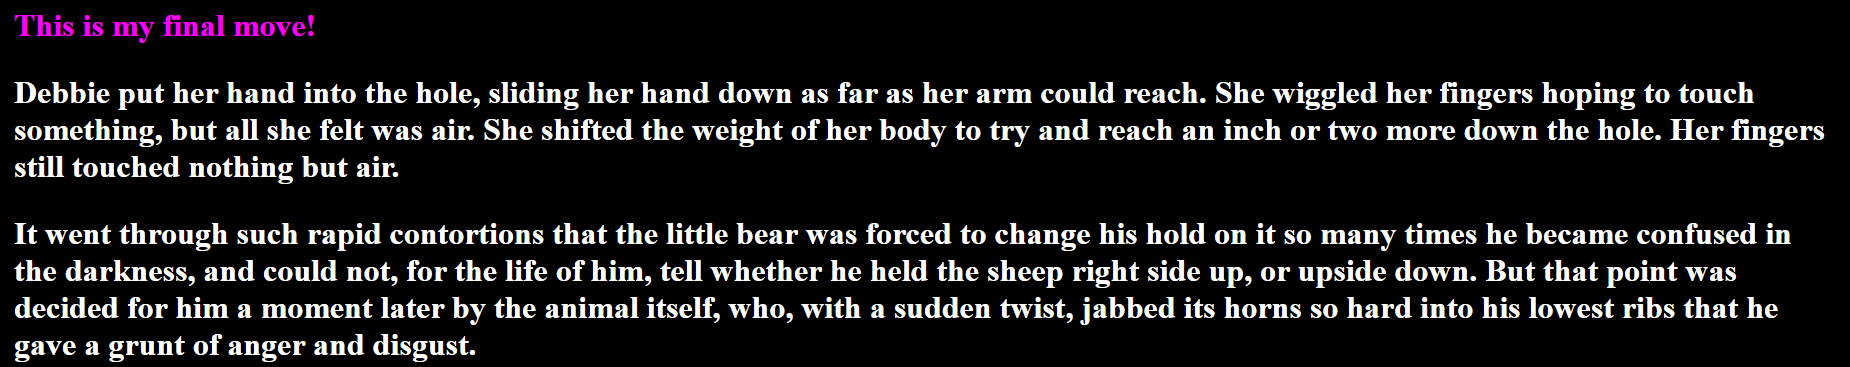 This is my final move!
Debbie put her hand into the hole, sliding her hand down as far as her arm could reach. She wiggled her fingers hoping to touch
something, but all she felt was air. She shifted the weight of her body to try and reach an inch or two more down the hole. Her fingers
still touched nothing but air.
It went through such rapid contortions that the little bear was forced to change his hold on it so many times he became confused in
the darkness, and could not, for the life of him, tell whether he held the sheep right side up, or upside down. But that point was
decided for him a moment later by the animal itself, who, with a sudden twist, jabbed its horns so hard into his lowest ribs that he
gave a grunt of anger and disgust.